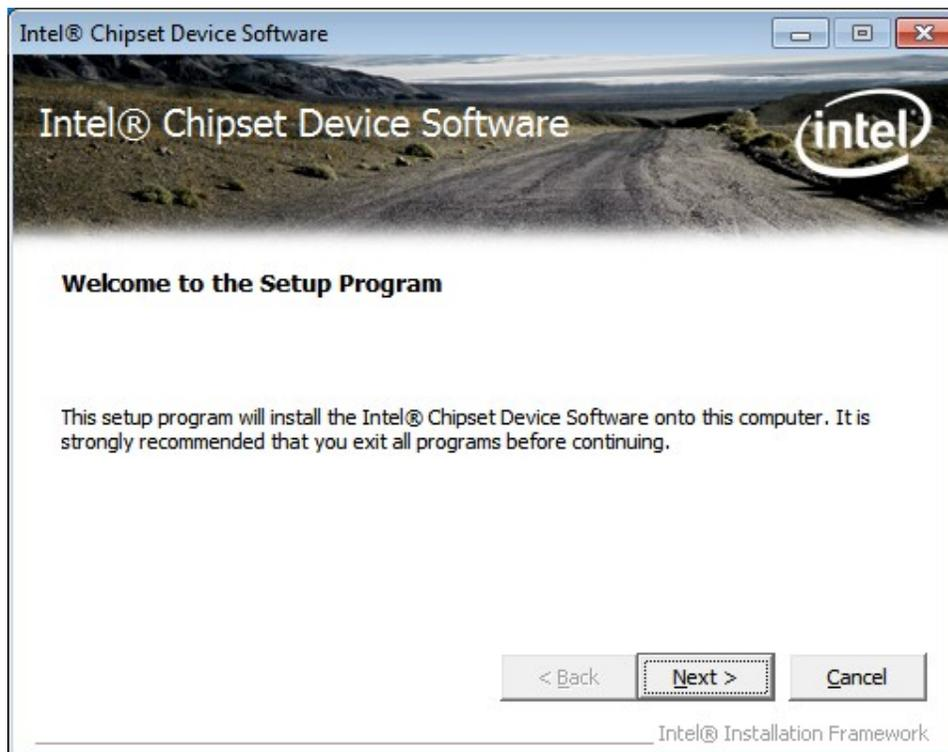 Intel® Chipset Device Software
Intel® Chipset Device Software
intel
Welcome to the Setup Program
This setup program will install the Intel® Chipset Device Software onto this computer. It is
strongly recommended that you exit all programs before continuing.
< Back
Next >
Cancel
Intel® Installation Framework